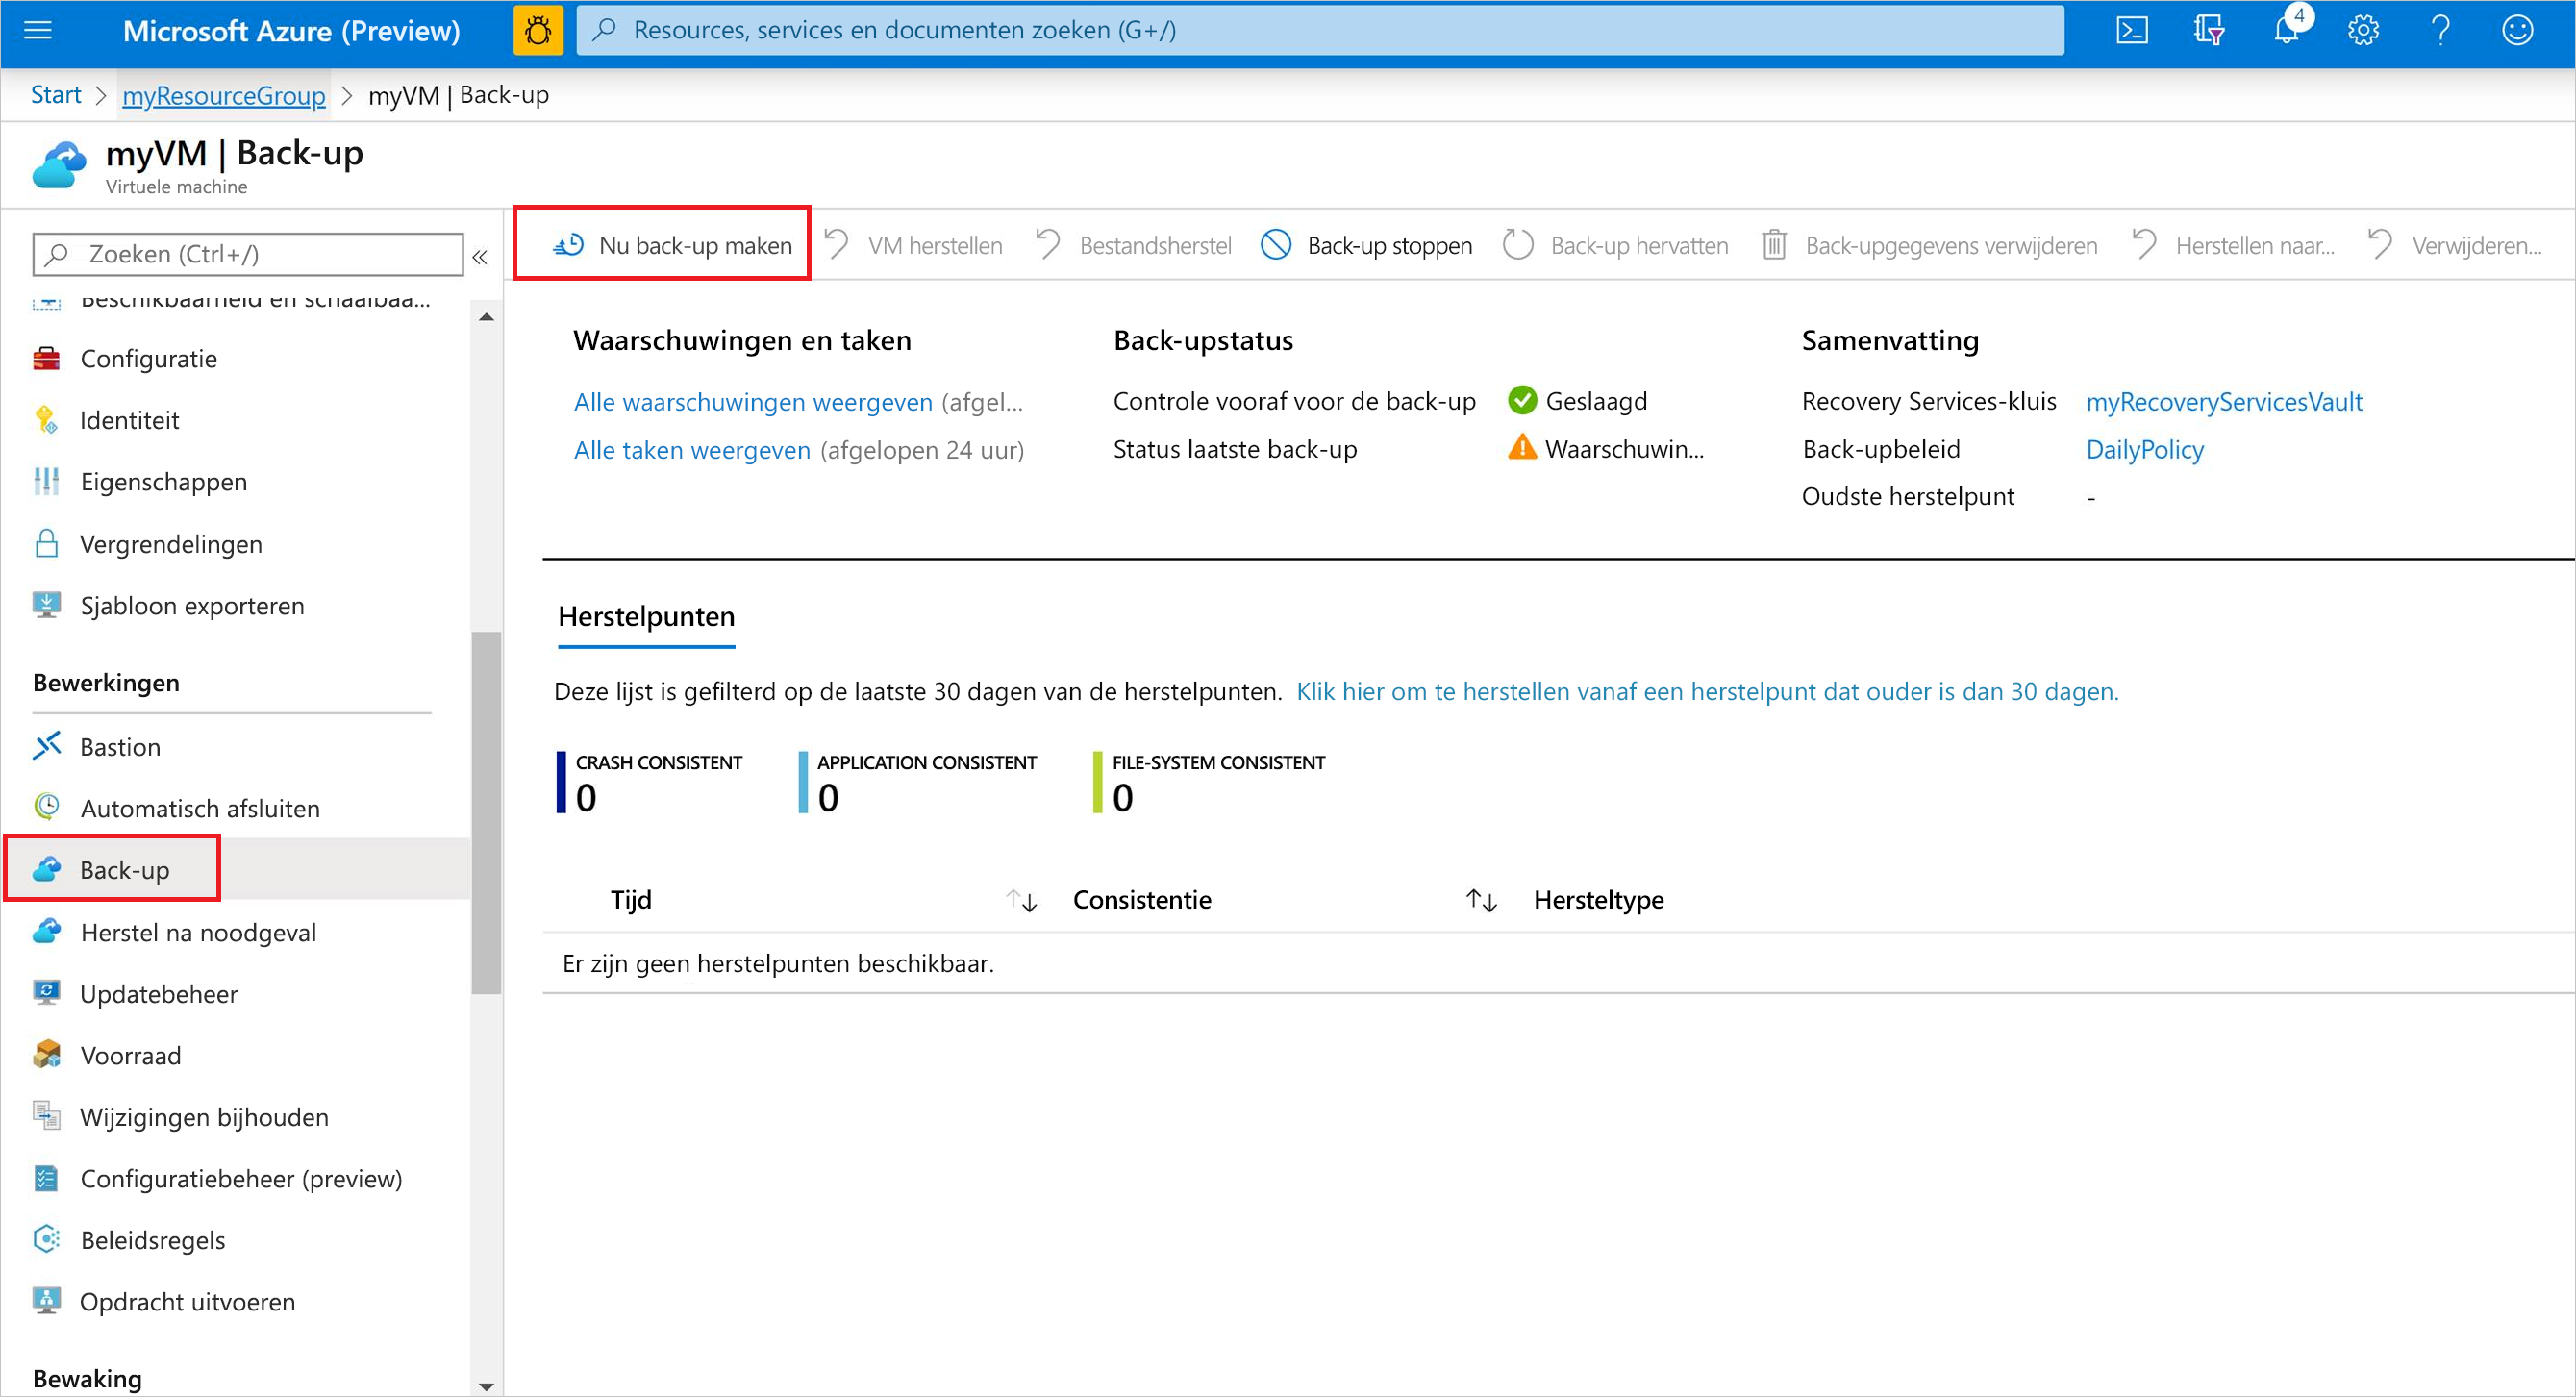 Microsoft Azure (Preview)
Resources, services en documenten zoeken (G+/)
4
Start > myResourceGroup > myVM | Back-up
myVM | Back-up
Virtuele machine
Zoeken (Ctrl+/)
«
Nu back-up maken
VM herstellen
Bestandsherstel
Back-up stoppen
Back-up hervatten
Back-upgegevens verwijderen
Herstellen naar...
Verwijderen...
Beschikbaarheid en schaalbaa...
Configuratie
Identiteit
Eigenschappen
Vergrendelingen
Sjabloon exporteren
Bewerkingen
Bastion
Automatisch afsluiten
Back-up
Herstel na noodgeval
Updatebeheer
Voorraad
Wijzigingen bijhouden
Configuratiebeheer (preview)
Beleidsregels
Opdracht uitvoeren
Bewaking
Waarschuwingen en taken
Alle waarschuwingen weergeven (afgel...
Alle taken weergeven (afgelopen 24 uur)
Back-upstatus
Controle vooraf voor de back-up Geslaagd
Status laatste back-up Waarschuwin...
Samenvatting
Recovery Services-kluis myRecoveryServicesVault
Back-upbeleid DailyPolicy
Oudste herstelpunt -
Herstelpunten
Deze lijst is gefilterd op de laatste 30 dagen van de herstelpunten. Klik hier om te herstellen vanaf een herstelpunt dat ouder is dan 30 dagen.
CRASH CONSISTENT
0
APPLICATION CONSISTENT
0
FILE-SYSTEM CONSISTENT
0
Tijd Consistentie Hersteltype
Er zijn geen herstelpunten beschikbaar.